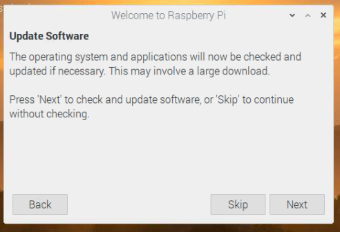 Welcome to Raspberry Pi
Update Software
The operating system and applications will now be checked and
updated if necessary. This may involve a large download.
Press 'Next' to check and update software, or 'Skip' to continue
without checking.
Back
Skip
Next